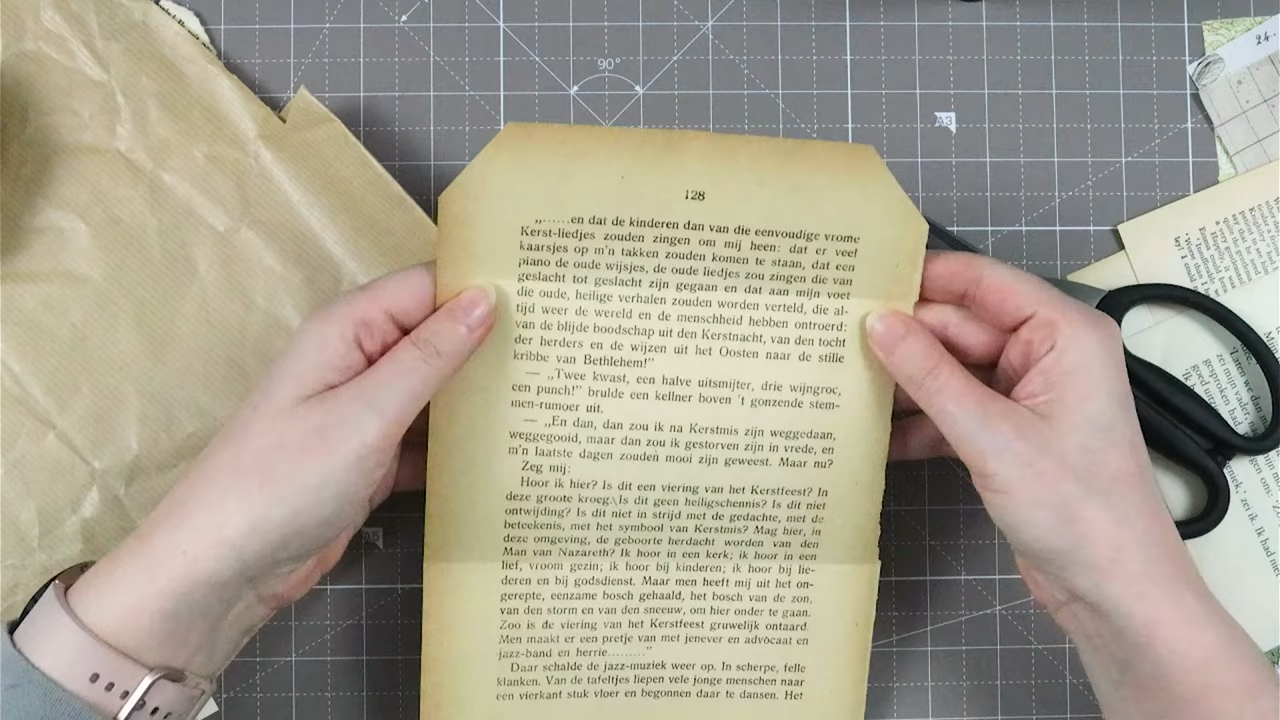 90°
A3
24.
128
„......en dat de kinderen dan van die eenvoudige vrome
Kerst-liedjes zouden zingen om mij heen: dat er veel
kaarsjes op m'n takken zouden komen te staan, dat een
piano de oude wijsjes, de oude liedjes zou zingen die van
geslacht tot geslacht zijn gegaan en dat aan mijn voet
die oude, heilige verhalen zouden worden verteld, die al-
tijd weer de wereld en de menschheid hebben ontroerd:
van de blijde boodschap uit den Kerstnacht, van den tocht
der herders en de wijzen uit het Oosten naar de stille
kribbe van Bethlehem!"
— „Twee kwast, een halve uitsmijter, drie wijngroc,
een punch!" brulde een kellner boven 't gonzende stem-
men-rumoer uit.
— „En dan, dan zou ik na Kerstmis zijn weggedaan,
weggegooid, maar dan zou ik gestorven zijn in vrede, en
m'n laatste dagen zouden mooi zijn geweest. Maar nu?
Zeg mij:
Hoor ik hier? Is dit een viering van het Kerstfeest? In
deze groote kroeg. Is dit geen heiligschennis? Is dit niet
ontwijding? Is dit niet in strijd met de gedachte, met de
beteekenis, met het symbool van Kerstmis? Mag hier, in
deze omgeving, de geboorte herdacht worden van den
Man van Nazareth? Ik hoor in een kerk; ik hoor in een
lief, vroom gezin; ik hoor bij kinderen; ik hoor bij lie-
deren en bij godsdienst. Maar men heeft mij uit het on-
gerepte, eenzame bosch gehaald, het bosch van de zon,
van den storm en van den sneeuw, om hier onder te gaan.
Zoo is de viering van het Kerstfeest gruwelijk ontaard.
Men maakt er een pretje van met jenever en advocaat en
jazz-band en herrie........."
Daar schalde de jazz-muziek weer op. In scherpe, felle
klanken. Van de tafeltjes liepen vele jonge menschen naar
een vierkant stuk vloer en begonnen daar te dansen. Het
A5
'Laten we dan
zei mijn vader,
gesproken had,
goed durt